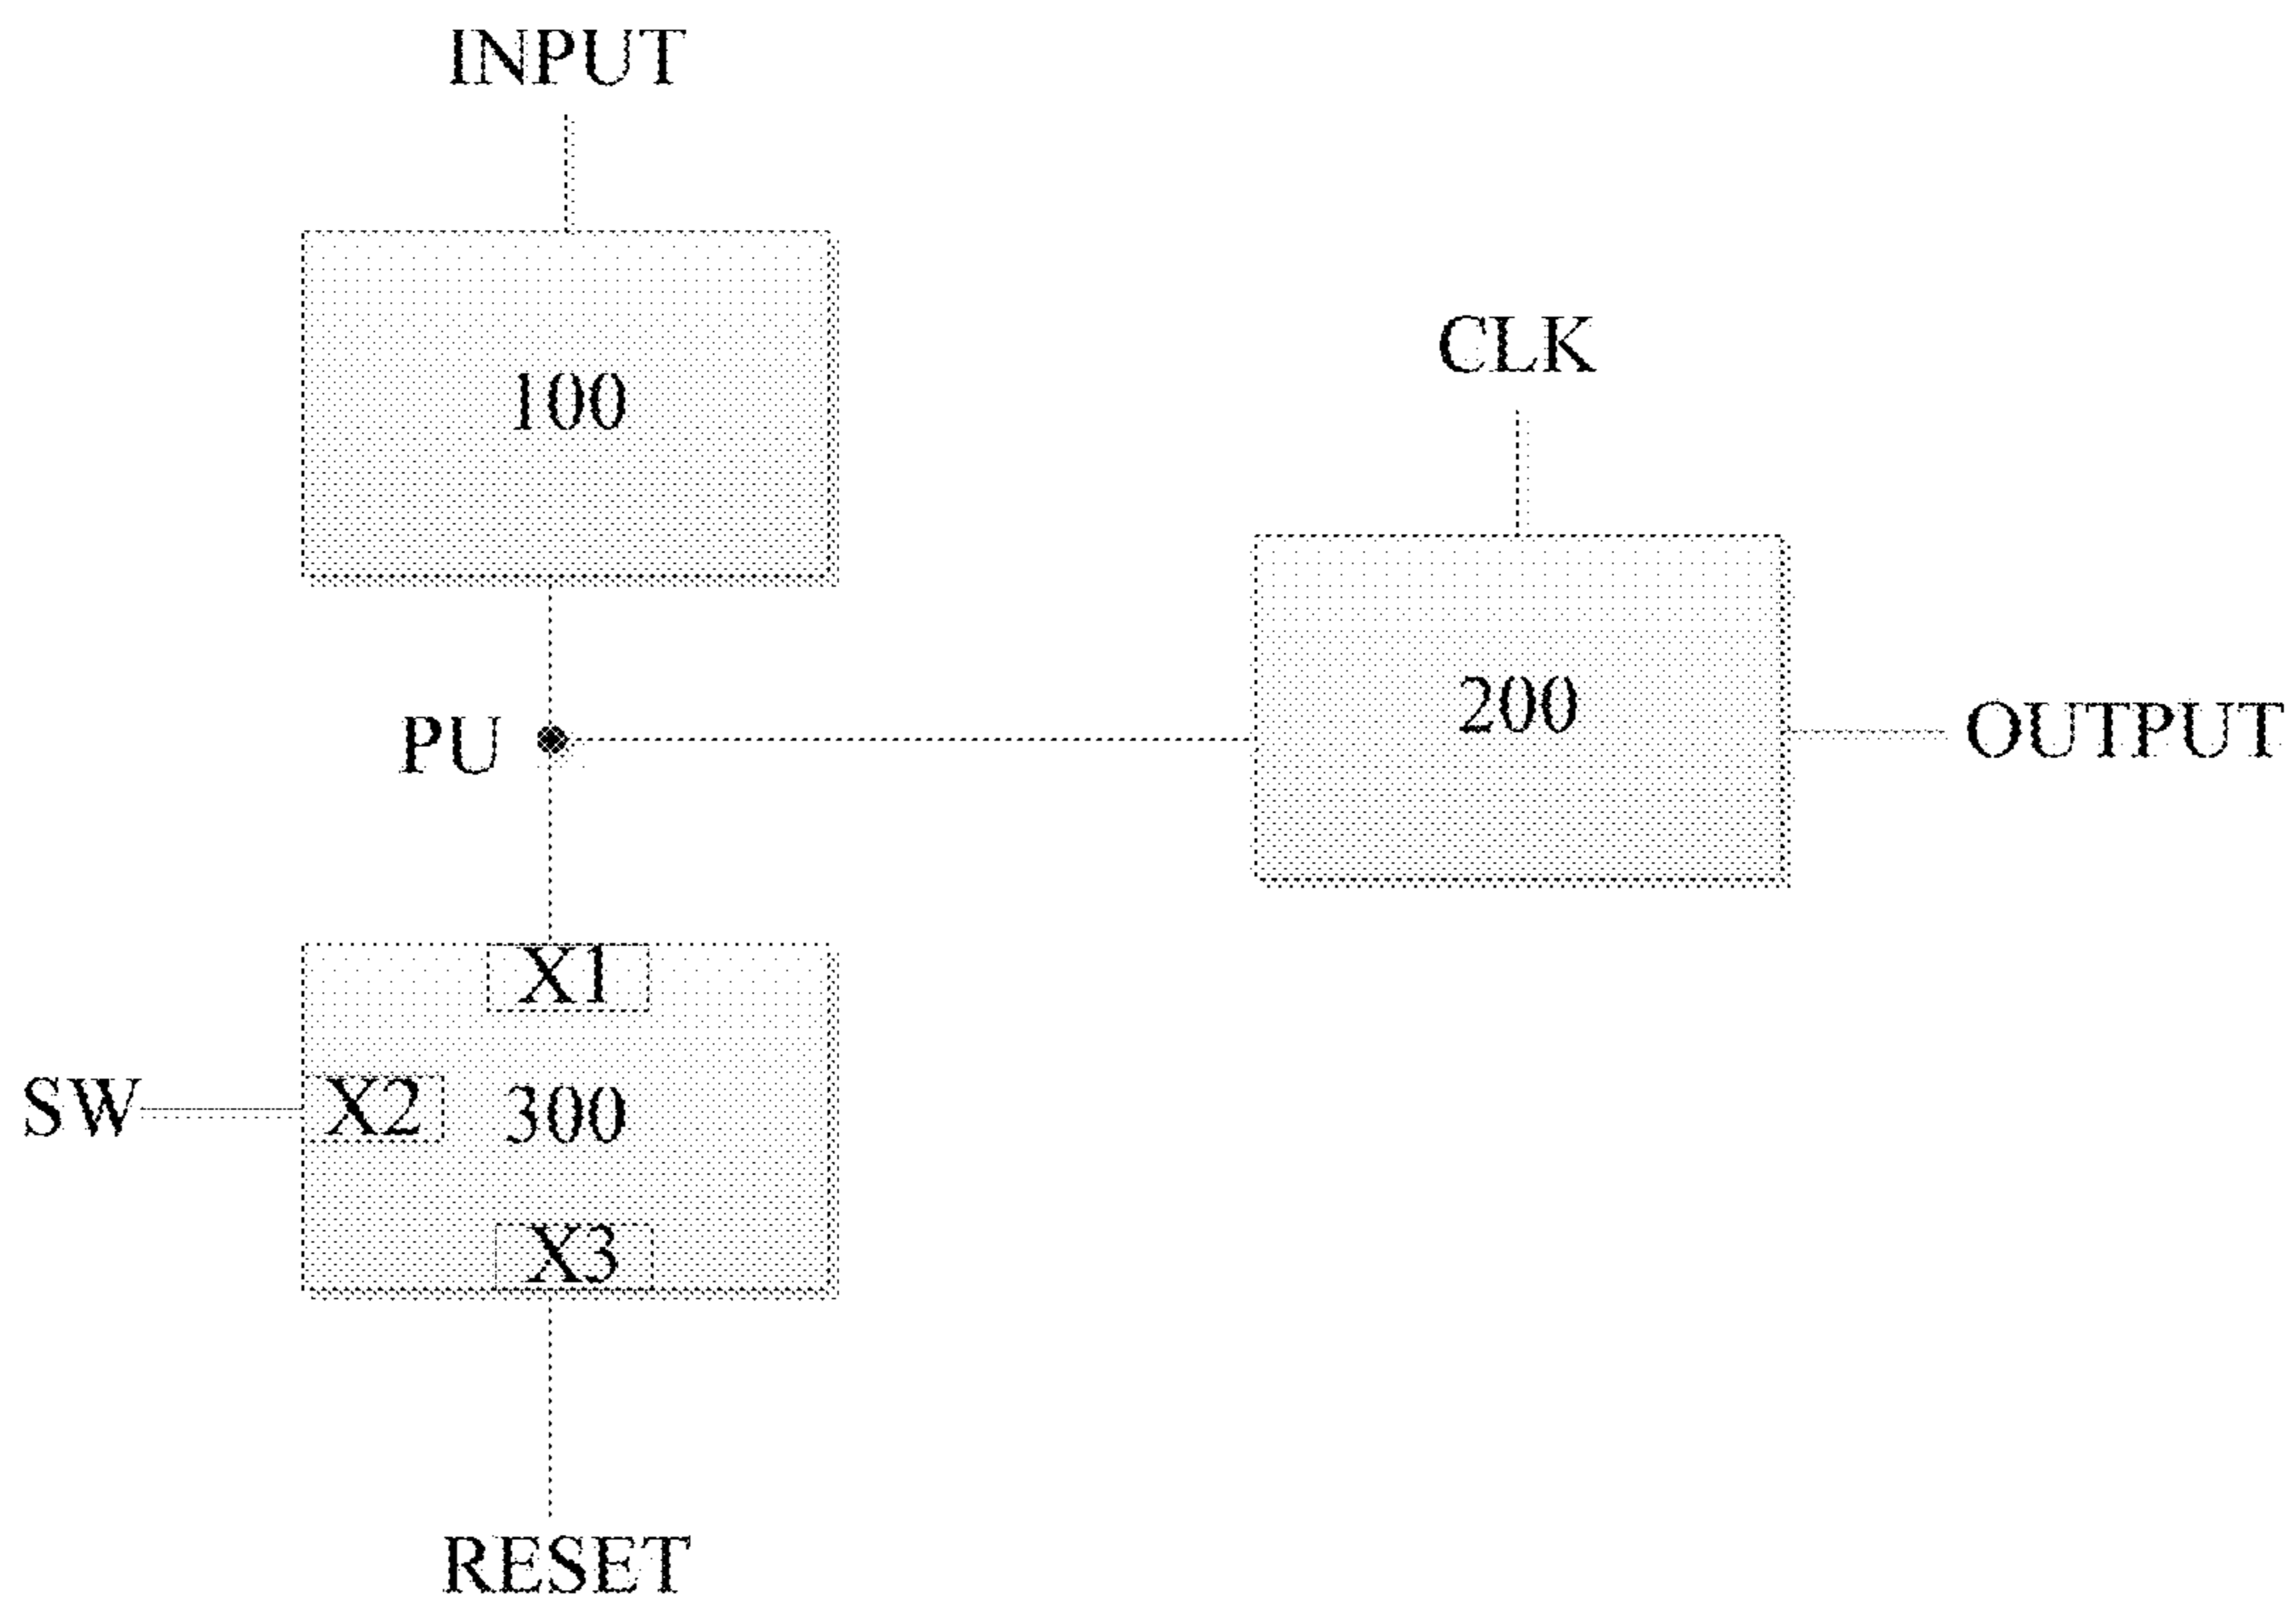 INPUT
100
CLK
200
PU
OUTPUT
X1
SW
X2
300
X3
RESET